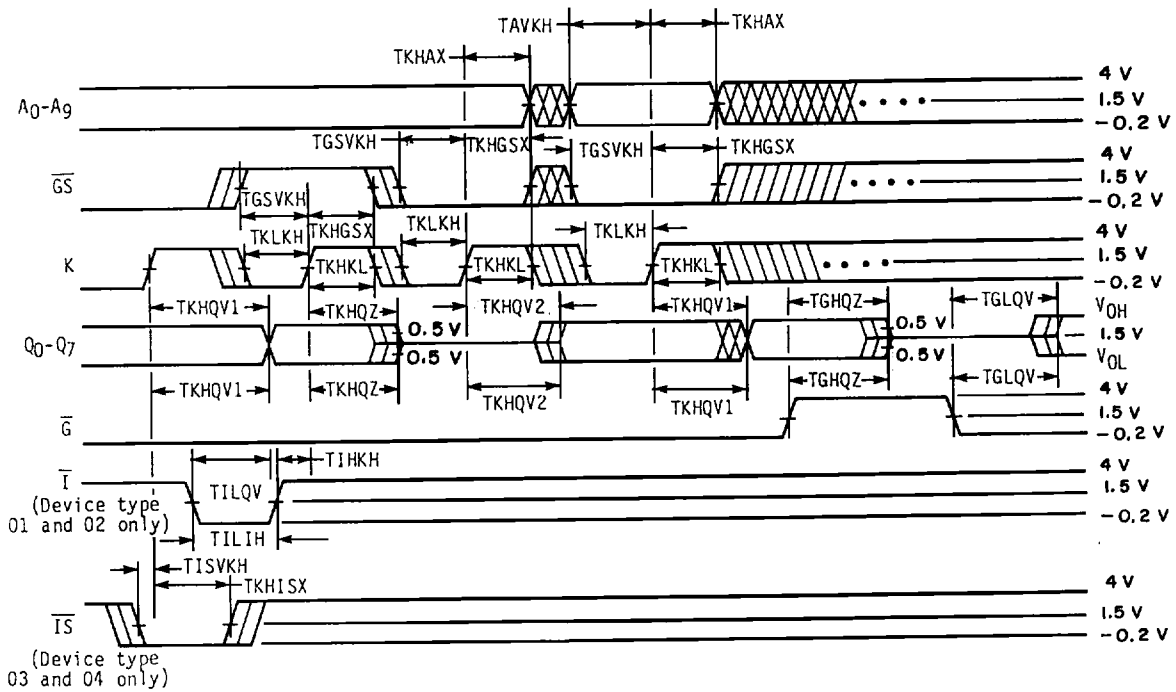 TAVKH TKHAX
TKHAX
4 V
A0-A9 1.5 V
-0.2 V
TGSVKH TKHGSX TGSVKH TKHGSX
4 V
GS 1.5 V
-0.2 V
TGSVKH
TKHGSX
TKLKH TKLKH TKLKH
4 V
K TKHKL TKHKL TKHKL 1.5 V
-0.2 V
TKHQV1 TKHQZ TKHQV2 TKHQV1 TGHQZ TGLQV
VOH
0.5 V 0.5 V
Q0-Q7 1.5 V
0.5 V 0.5 V
VOL
TKHQV1 TKHQZ TKHQV2 TKHQV1 TGHQZ TGLQV
4 V
G 1.5 V
-0.2 V
TIHKH
4 V
I TILQV 1.5 V
(Device type
01 and 02 only) -0.2 V
TILIH
TISVKH
TKHISX 4 V
IS 1.5 V
-0.2 V
(Device type
03 and 04 only)